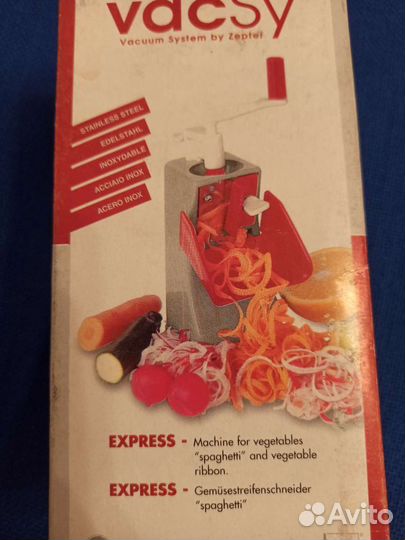 vacsy
Vacuum System by Zepter
STAINLESS STEEL
EDELSTAHL
INOXYDABLE
ACCIAIO INOX
ACERO INOX
EXPRESS - Machine for vegetables
"spaghetti" and vegetable
ribbon.
EXPRESS - Gemüsestreifenschneider
"spaghetti"
Avito